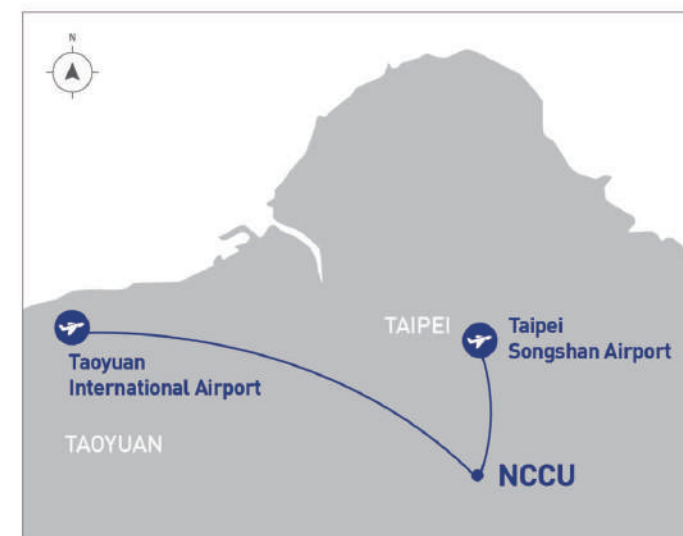 N
TAIPEI
Taipei
Songshan Airport
Taoyuan
International Airport
TAOYUAN
NCCU